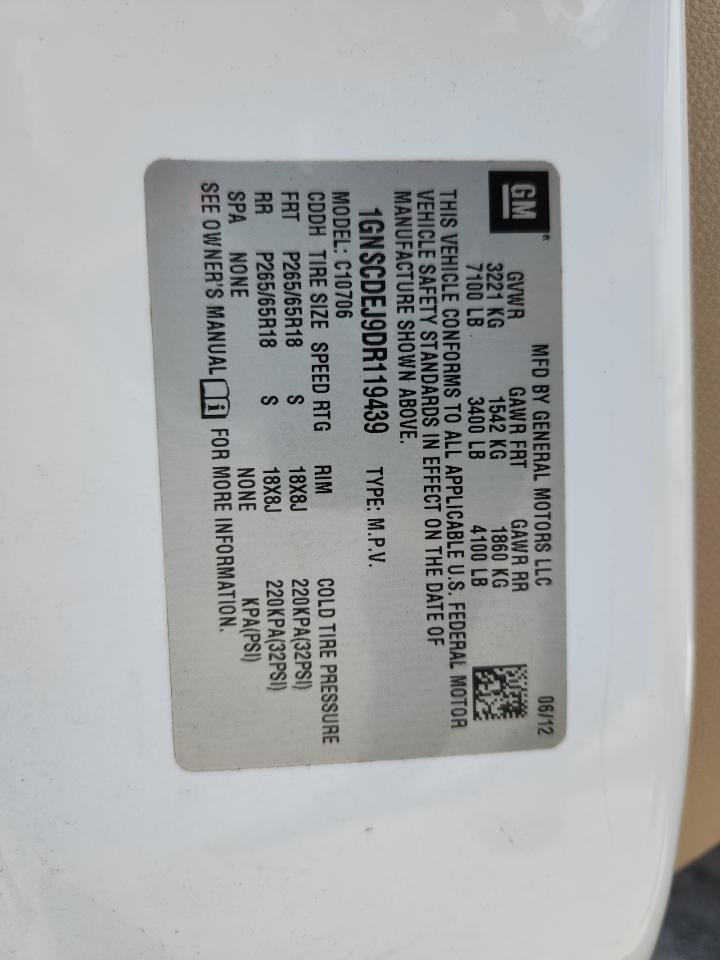 GM®
MFD BY GENERAL MOTORS LLC 06/12
GVWR GAWR FRT GAWR RR
3221 KG 1542 KG 1860 KG
7100 LB 3400 LB 4100 LB
THIS VEHICLE CONFORMS TO ALL APPLICABLE U.S. FEDERAL MOTOR
VEHICLE SAFETY STANDARDS IN EFFECT ON THE DATE OF
MANUFACTURE SHOWN ABOVE.
1GNSCDEJ9DR119439 TYPE: M.P.V.
MODEL: C10706
CDDH TIRE SIZE SPEED RTG RIM COLD TIRE PRESSURE
FRT P265/65R18 S 18X8J 220KPA(32PSI)
RR P265/65R18 S 18X8J 220KPA(32PSI)
SPA NONE NONE KPA(PSI)
SEE OWNER'S MANUAL FOR MORE INFORMATION.